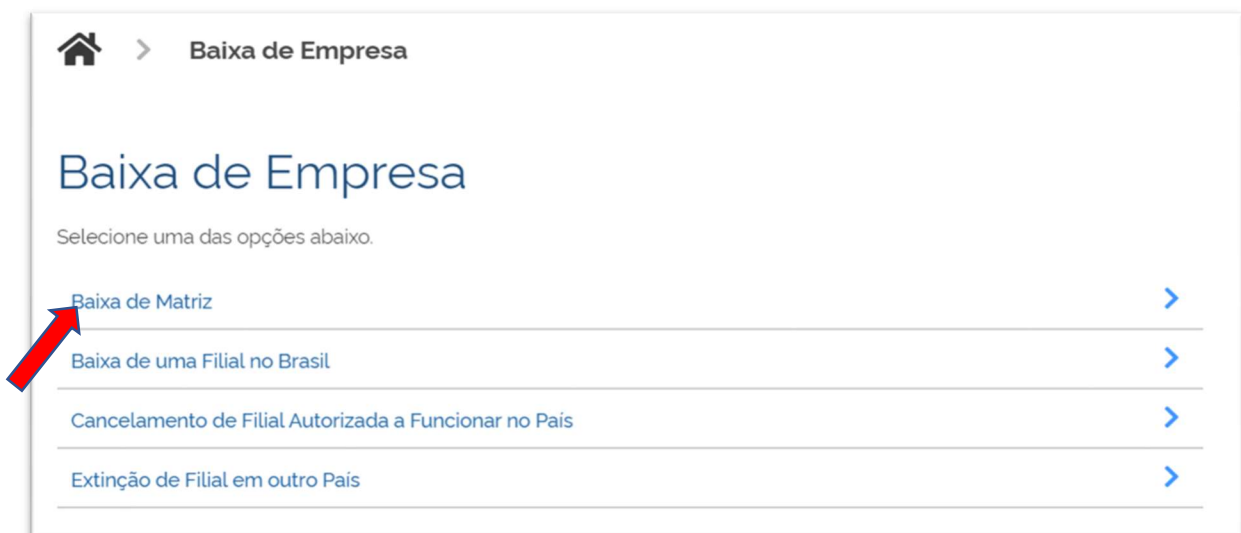 Baixa de Empresa
Baixa de Empresa
Selecione uma das opções abaixo.
Baixa de Matriz
Baixa de uma Filial no Brasil
Cancelamento de Filial Autorizada a Funcionar no País
Extinção de Filial em outro País